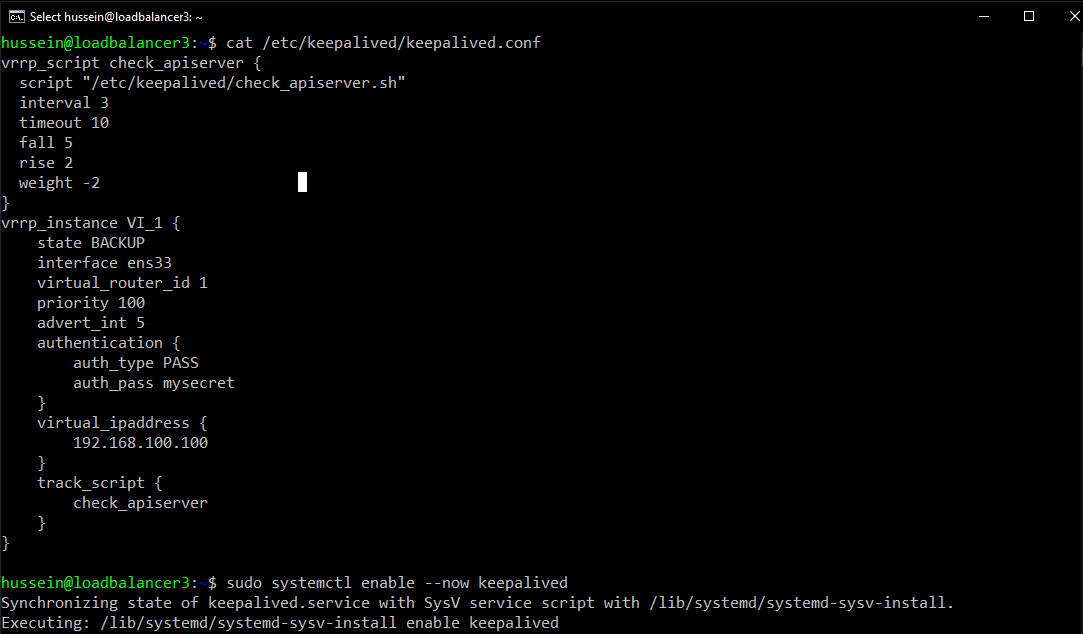 Select hussein@loadbalancer3: ~
hussein@loadbalancer3:~$ cat /etc/keepalived/keepalived.conf
vrrp_script check_apiserver {
  script "/etc/keepalived/check_apiserver.sh"
  interval 3
  timeout 10
  fall 5
  rise 2
  weight -2
}
vrrp_instance VI_1 {
    state BACKUP
    interface ens33
    virtual_router_id 1
    priority 100
    advert_int 5
    authentication {
        auth_type PASS
        auth_pass mysecret
    }
    virtual_ipaddress {
        192.168.100.100
    }
    track_script {
        check_apiserver
    }
}
hussein@loadbalancer3:~$ sudo systemctl enable --now keepalived
Synchronizing state of keepalived.service with SysV service script with /lib/systemd/systemd-sysv-install.
Executing: /lib/systemd/systemd-sysv-install enable keepalived